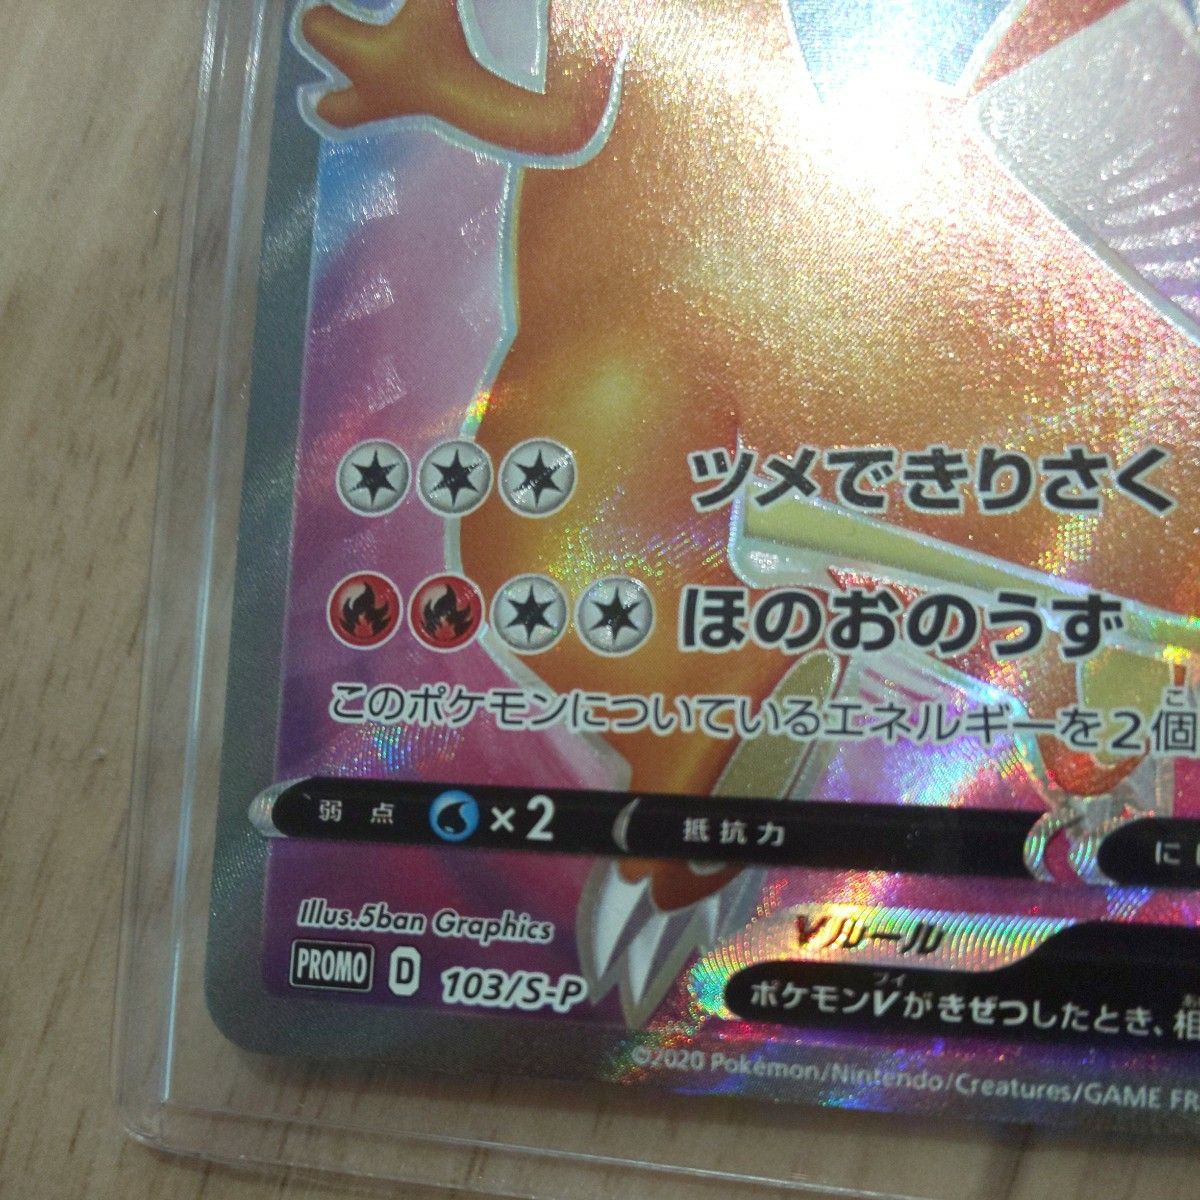 ツメできりさく
ほのおのうず
このポケモンについているエネルギーを2個
弱点 ×2 抵抗力 に
Illus.5ban Graphics
PROMO D 103/S-P
Vルール
ブイ
ポケモンVがきぜつしたとき、相
©2020 Pokémon/Nintendo/Creatures/GAME FR